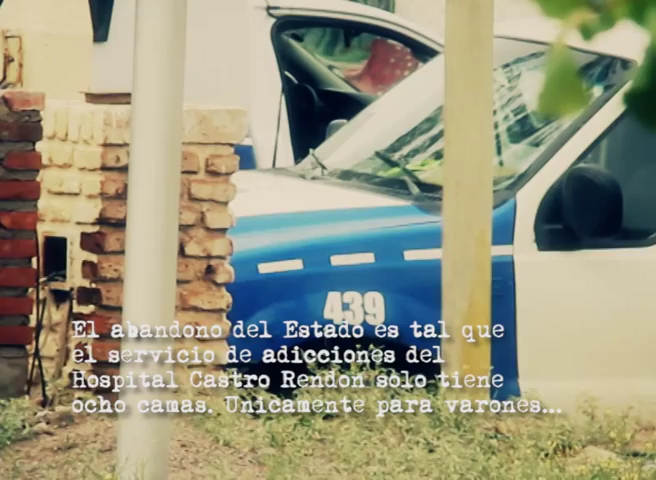 439
El abandono del Estado es tal que
el servicio de adicciones del
Hospital Castro Rendon solo tiene
ocho camas. Unicamente para varones...